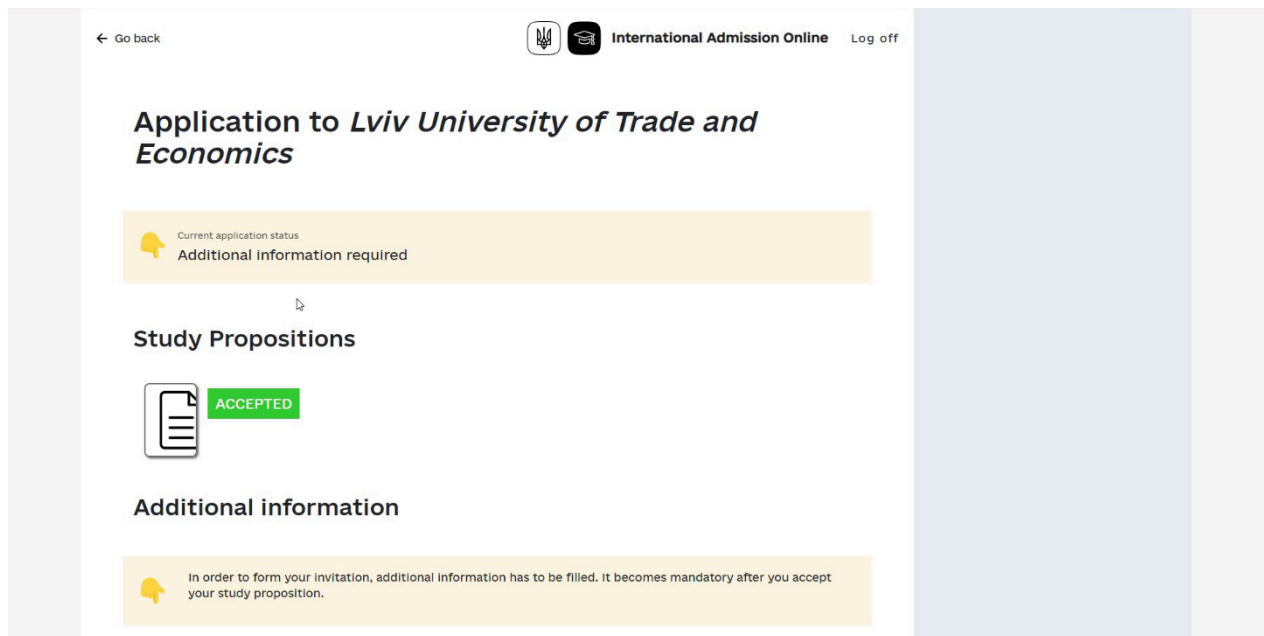 ← Go back
International Admission Online
Log off
Application to Lviv University of Trade and
Economics
Current application status
Additional information required
Study Propositions
ACCEPTED
Additional information
In order to form your invitation, additional information has to be filled. It becomes mandatory after you accept
your study proposition.